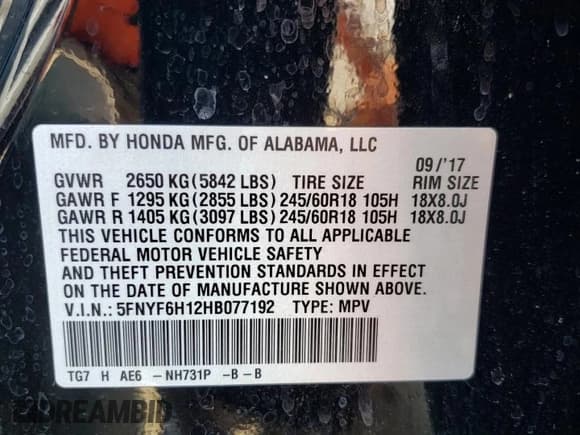 MFD. BY HONDA MFG. OF ALABAMA, LLC
09/'17
GVWR 2650 KG(5842 LBS) TIRE SIZE RIM SIZE
GAWR F 1295 KG(2855 LBS)245/60R18 105H 18X8.0J
GAWR R 1405 KG(3097 LBS)245/60R18 105H 18X8.0J
THIS VEHICLE CONFORMS TO ALL APPLICABLE
FEDERAL MOTOR VEHICLE SAFETY
AND THEFT PREVENTION STANDARDS IN EFFECT
ON THE DATE OF MANUFACTURE SHOWN ABOVE.
V.I.N.: 5FNYF6H12HB077192 TYPE: MPV
TG7 H AE6 -NH731P -B-B
DREAMBID